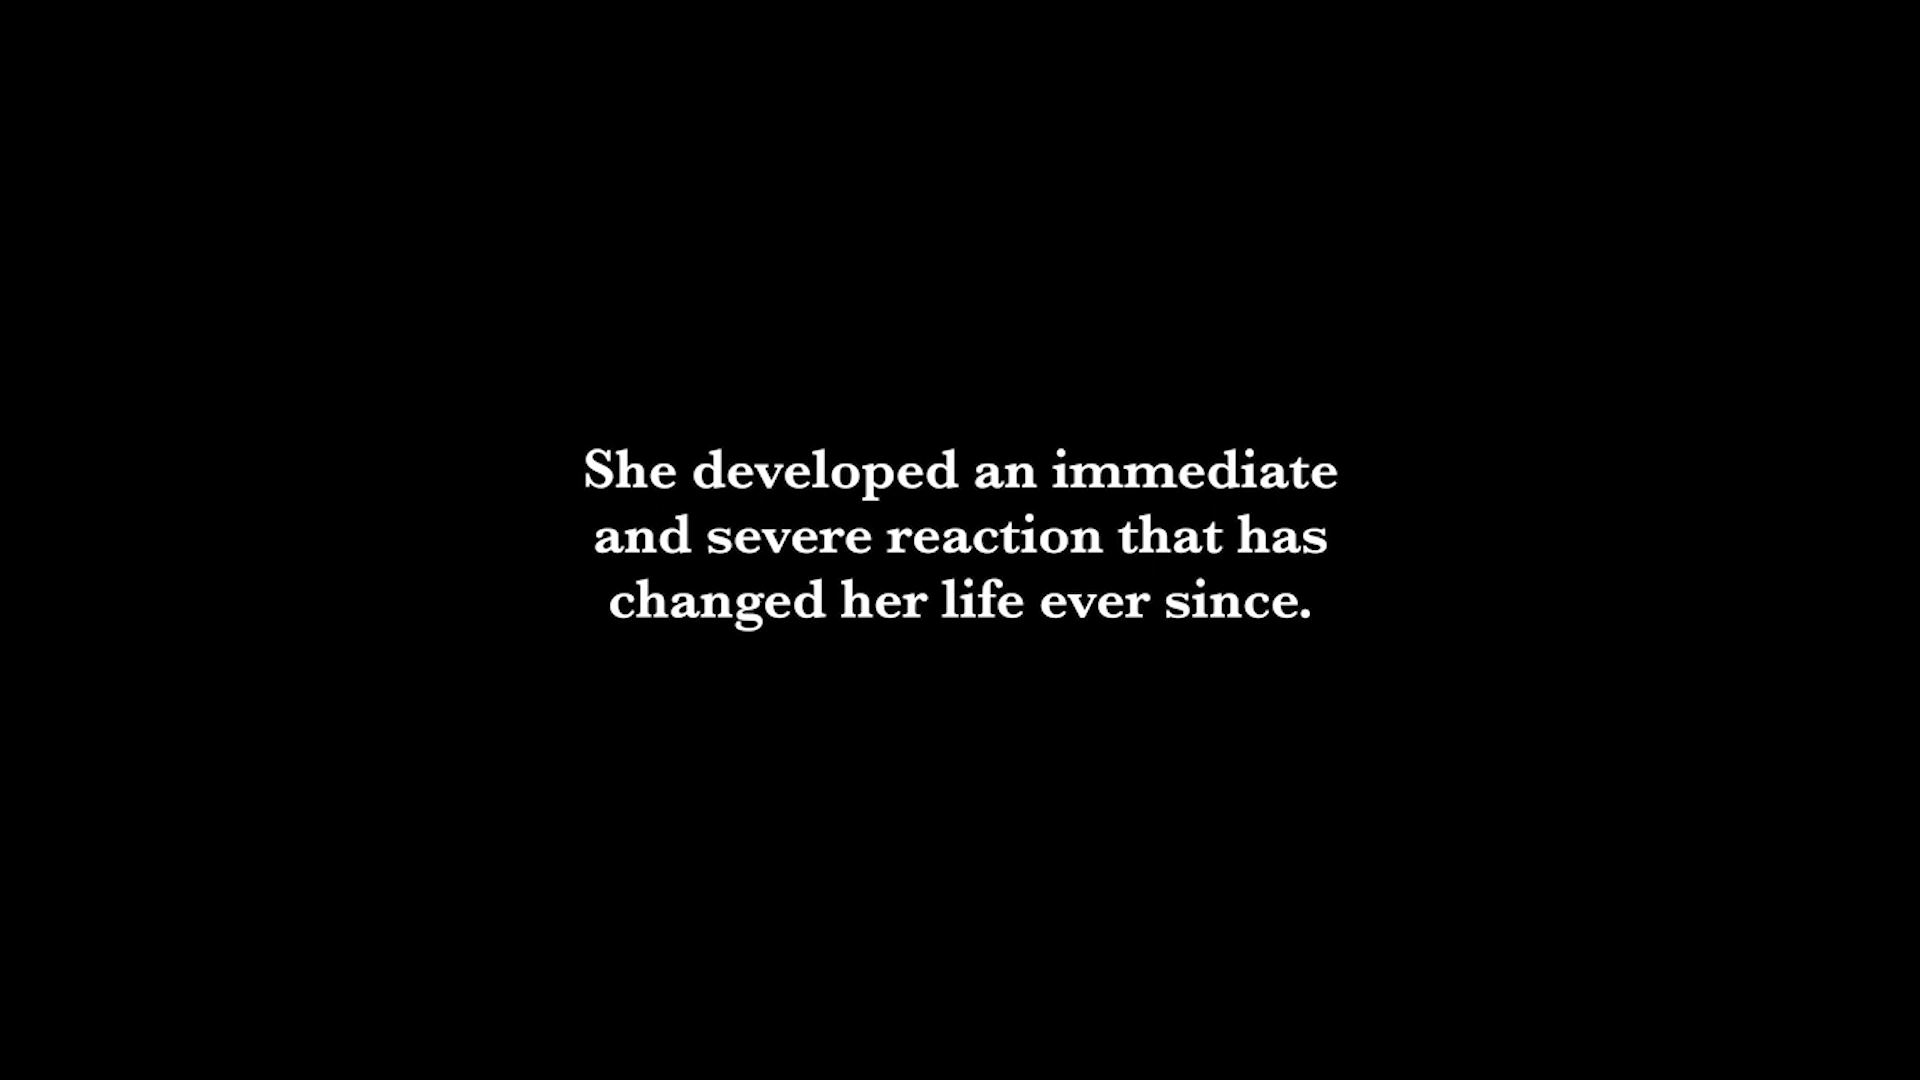 She developed an immediate
and severe reaction that has
changed her life ever since.